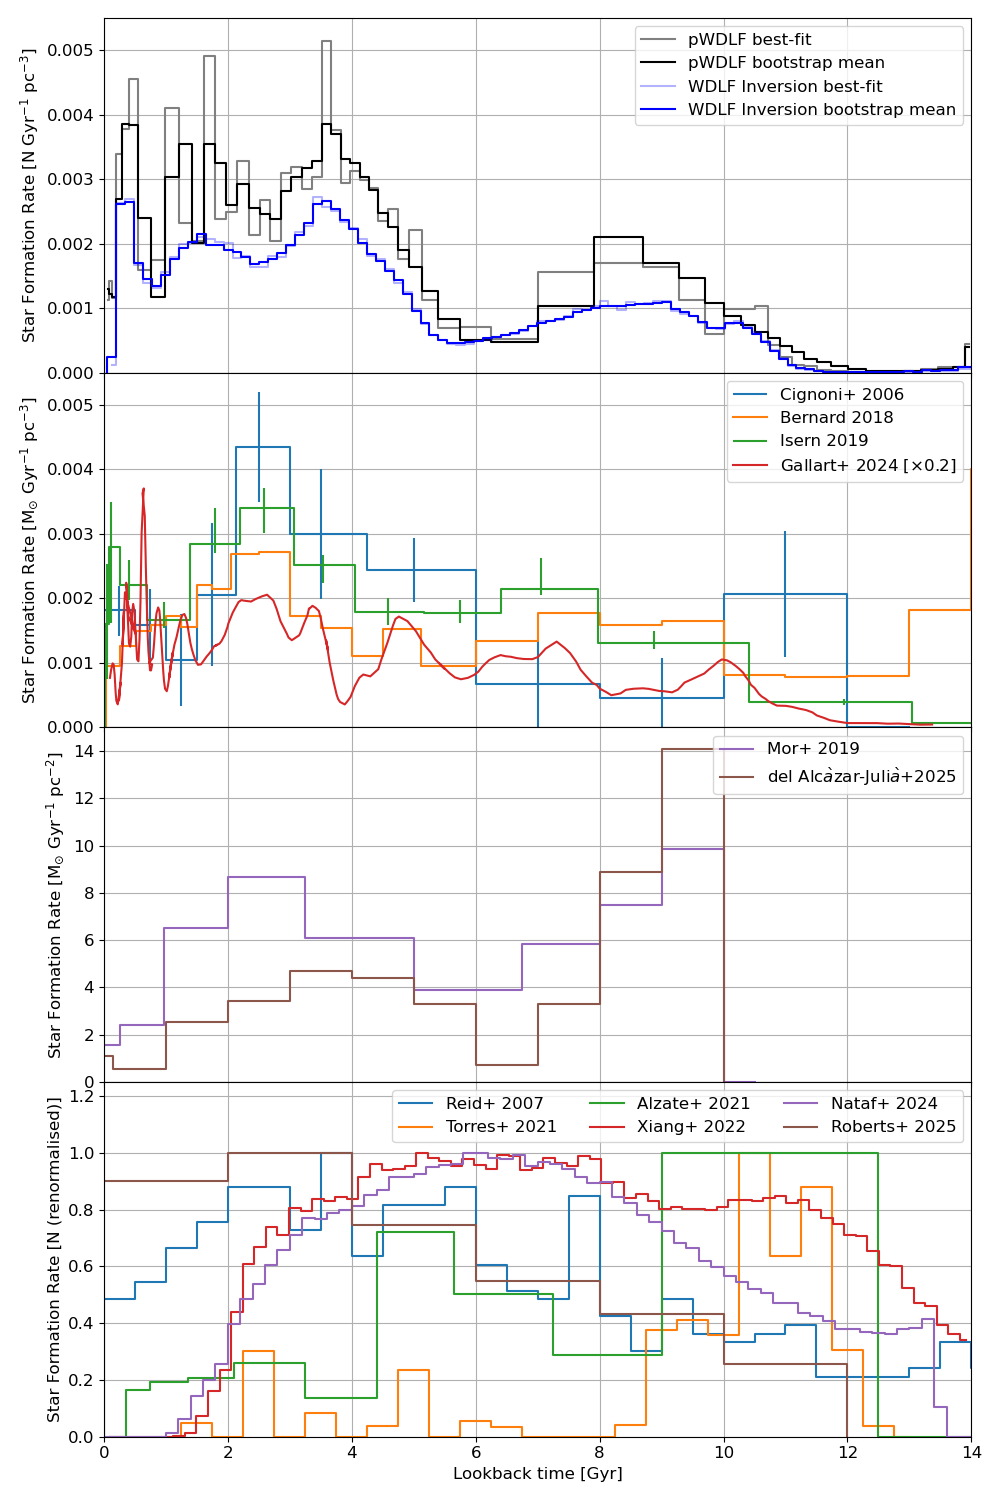 0.005
0.004
0.003
0.002
0.001
0.000
Star Formation Rate [N Gyr⁻¹ pc⁻³]
pWDLF best-fit
pWDLF bootstrap mean
WDLF Inversion best-fit
WDLF Inversion bootstrap mean
0.005
0.004
0.003
0.002
0.001
0.000
Star Formation Rate [M⊙ Gyr⁻¹ pc⁻³]
Cignoni+ 2006
Bernard 2018
Isern 2019
Gallart+ 2024 [×0.2]
14
12
10
8
6
4
2
0
Star Formation Rate [M⊙ Gyr⁻¹ pc⁻²]
Mor+ 2019
del Alcàzar-Julià+2025
1.2
1.0
0.8
0.6
0.4
0.2
0.0
Star Formation Rate [N (renormalised)]
Reid+ 2007 Alzate+ 2021 Nataf+ 2024
Torres+ 2021 Xiang+ 2022 Roberts+ 2025
0 2 4 6 8 10 12 14
Lookback time [Gyr]